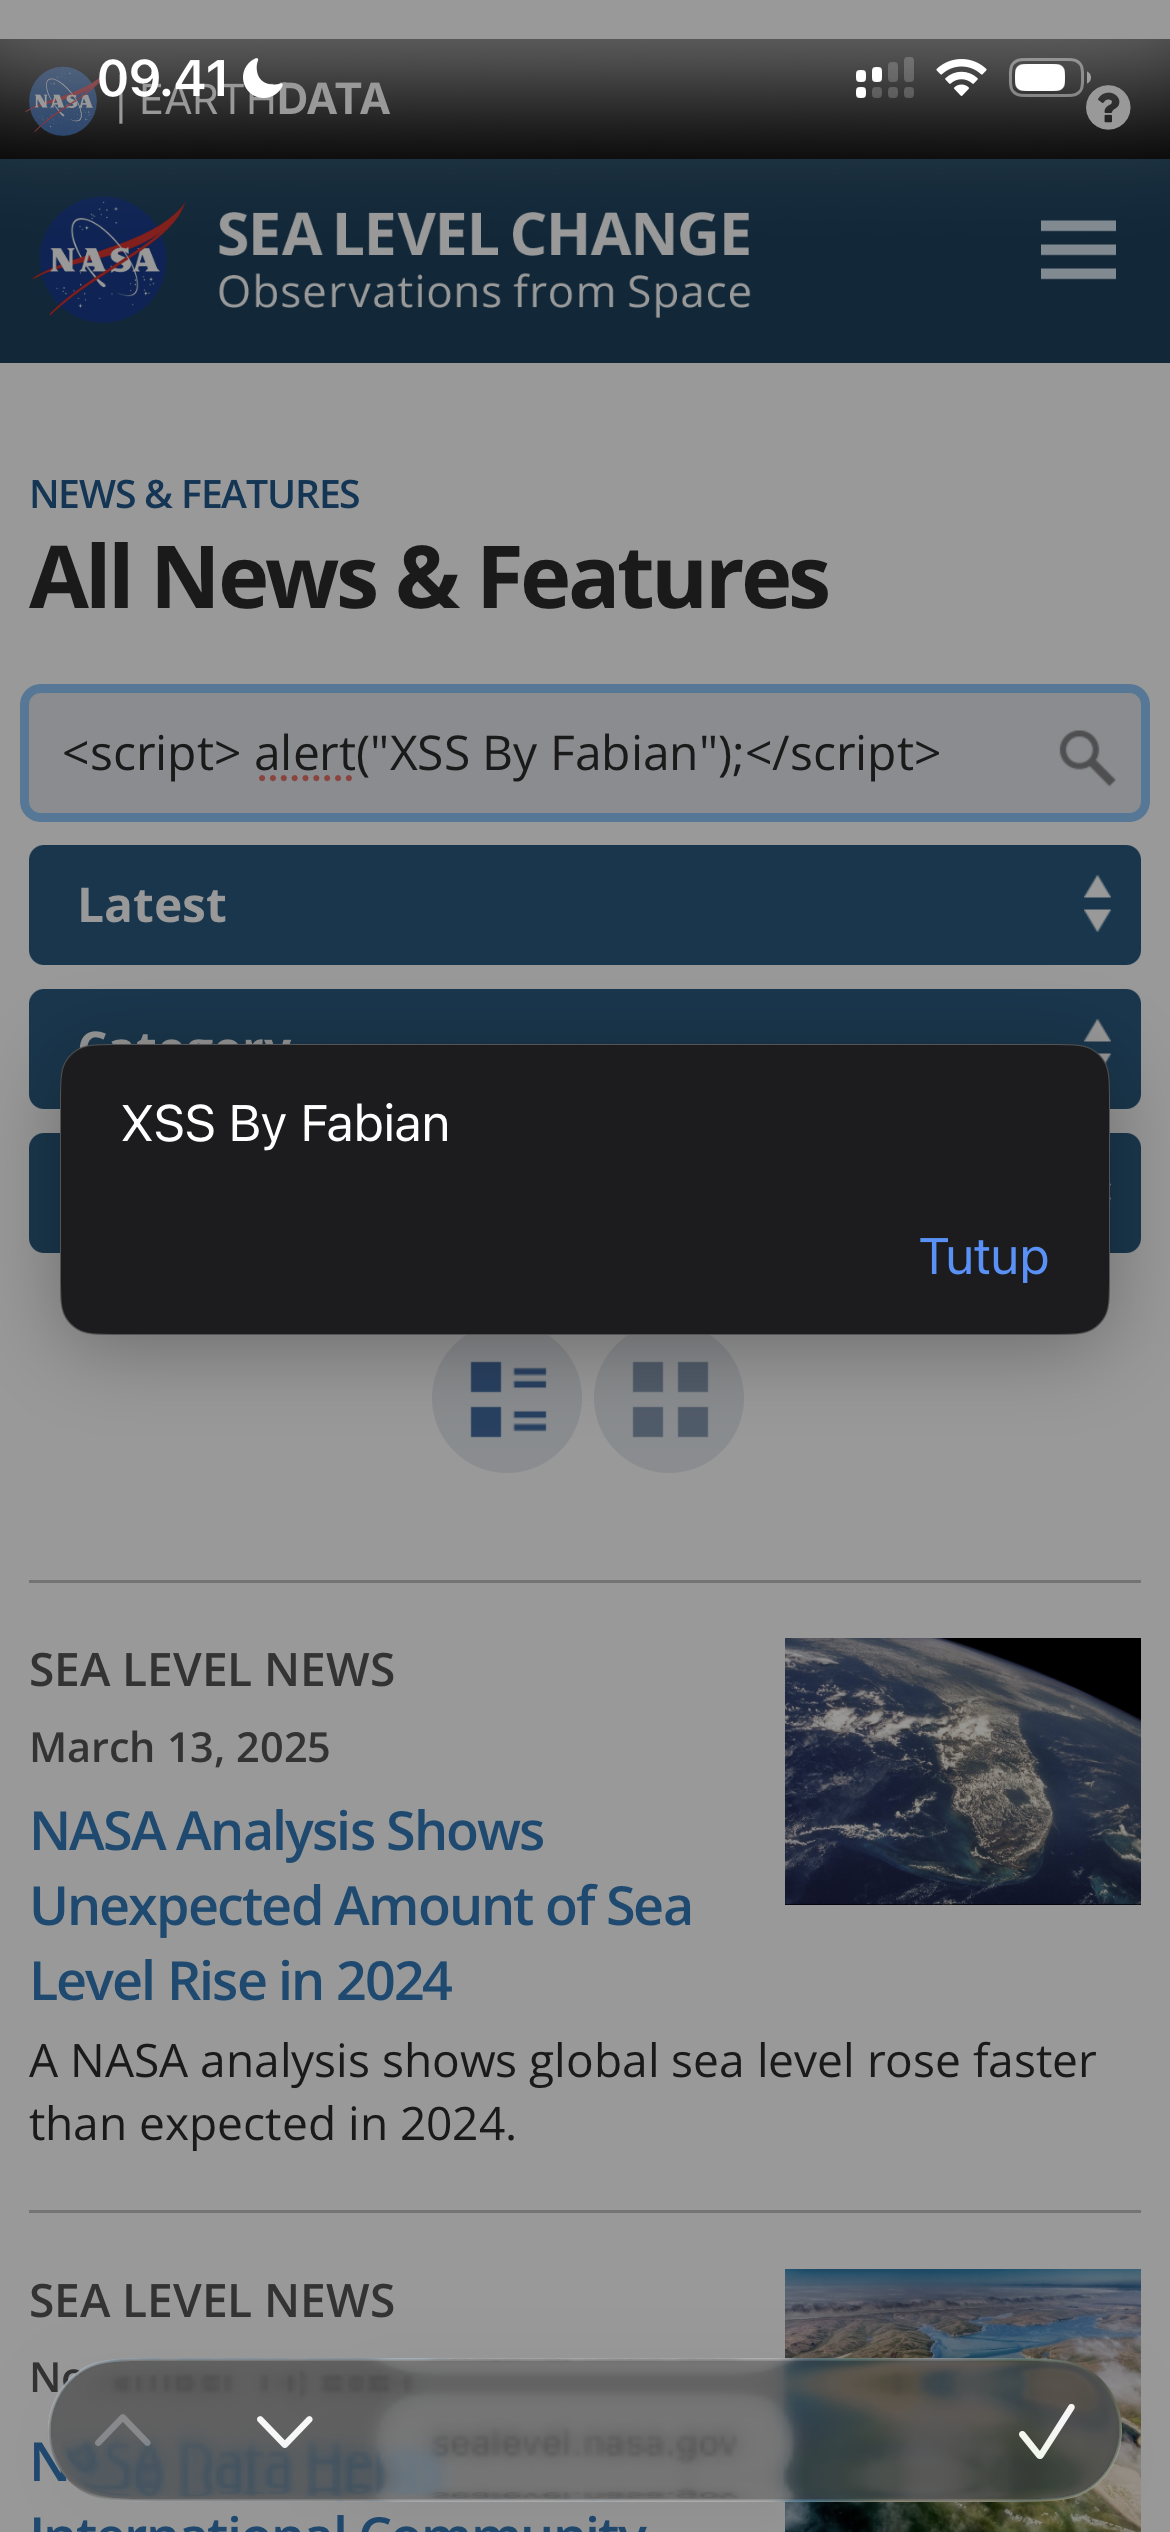 09.41
NASA | EARTHDATA
?
NASA
SEA LEVEL CHANGE
Observations from Space
NEWS & FEATURES
All News & Features
<script> alert("XSS By Fabian");</script>
Latest
Category
XSS By Fabian
Tutup
SEA LEVEL NEWS
March 13, 2025
NASA Analysis Shows
Unexpected Amount of Sea
Level Rise in 2024
A NASA analysis shows global sea level rose faster
than expected in 2024.
SEA LEVEL NEWS
sealevel.nasa.gov
NASA Data Helps
International Community